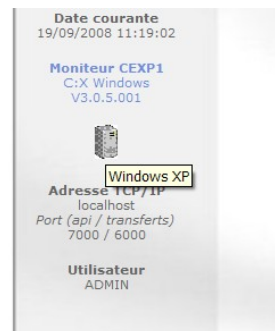 Date courante
19/09/2008 11:19:02
Moniteur CEXP1
C:X Windows
V3.0.5.001
Windows XP
Adresse TCP/IP
localhost
Port (api / transferts)
7000 / 6000
Utilisateur
ADMIN